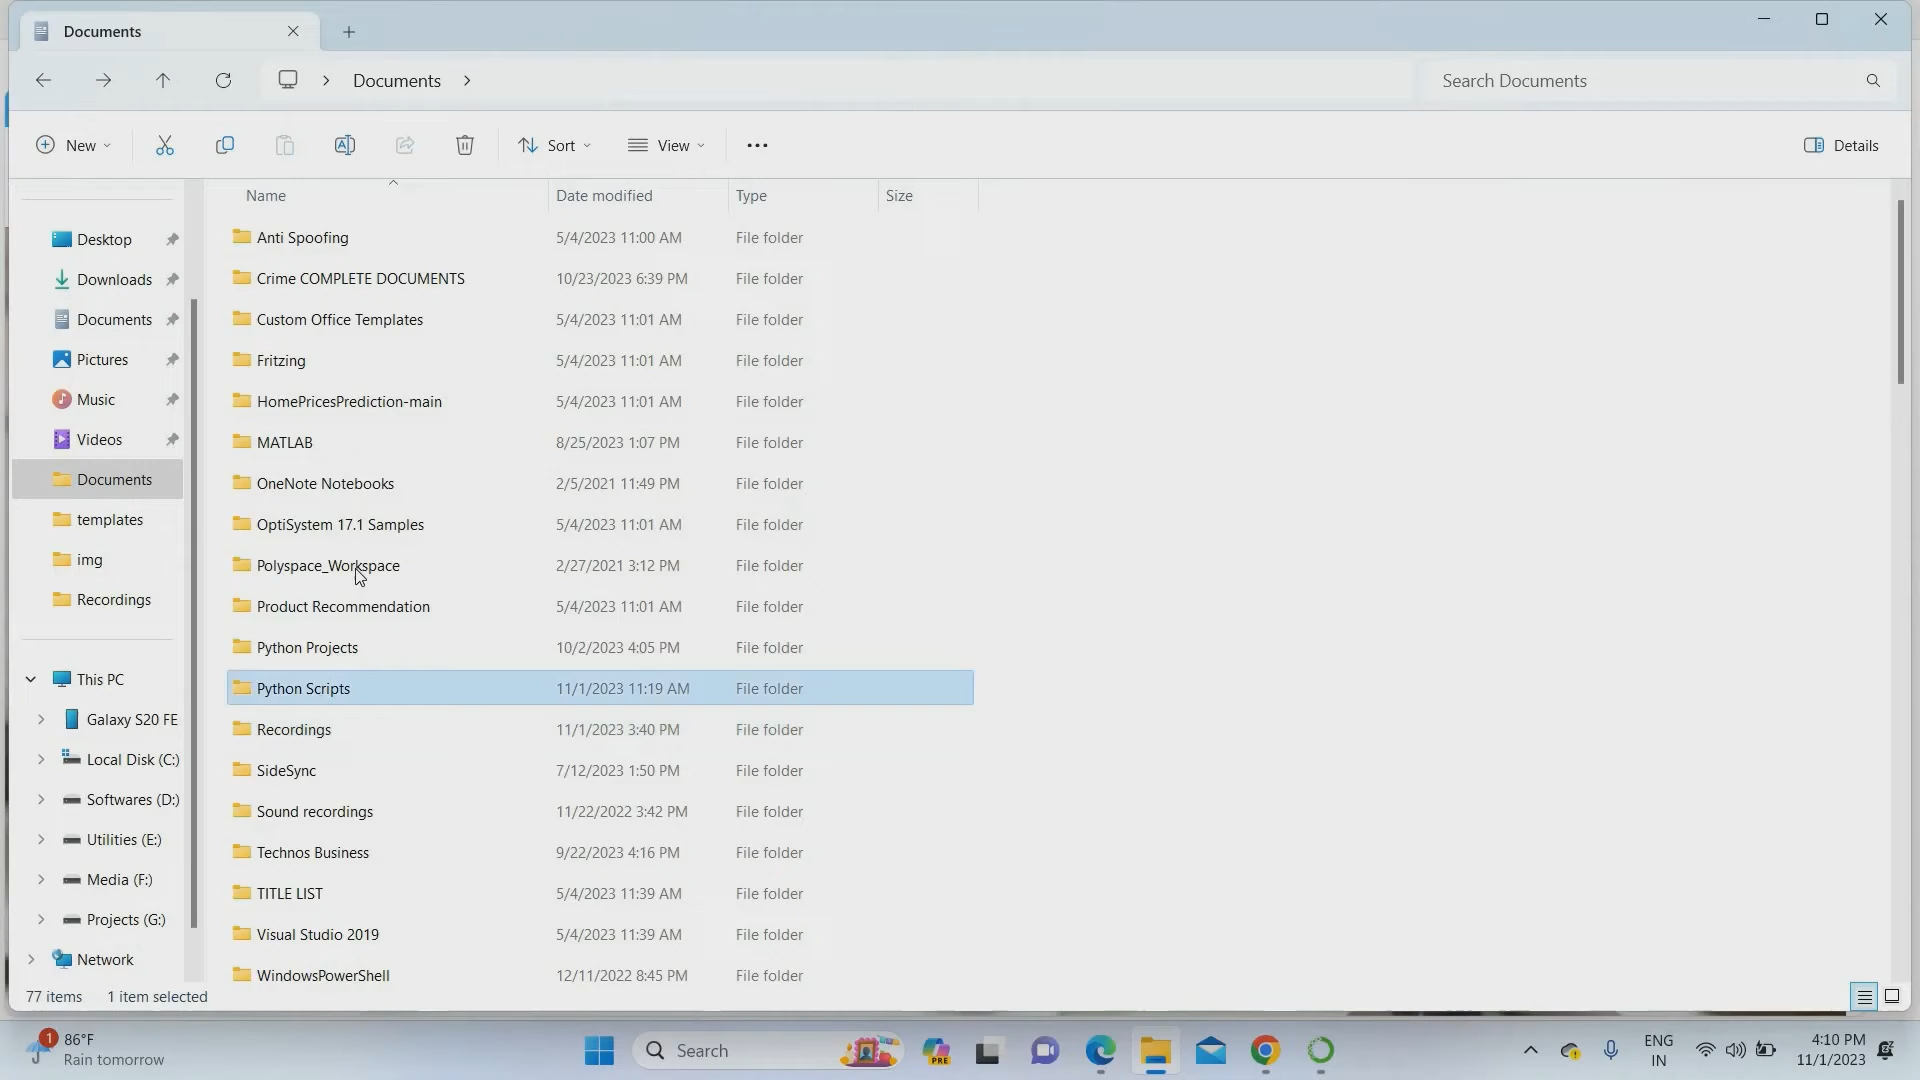 Documents
Documents
Search Documents
New
Sort
View
Details
Name
Date modified
Type
Size
Desktop
Downloads
Documents
Pictures
Music
Videos
Documents
templates
img
Recordings
This PC
Galaxy S20 FE
Local Disk (C:)
Softwares (D:)
Utilities (E:)
Media (F:)
Projects (G:)
Network
Anti Spoofing 5/4/2023 11:00 AM File folder
Crime COMPLETE DOCUMENTS 10/23/2023 6:39 PM File folder
Custom Office Templates 5/4/2023 11:01 AM File folder
Fritzing 5/4/2023 11:01 AM File folder
HomePricesPrediction-main 5/4/2023 11:01 AM File folder
MATLAB 8/25/2023 1:07 PM File folder
OneNote Notebooks 2/5/2021 11:49 PM File folder
OptiSystem 17.1 Samples 5/4/2023 11:01 AM File folder
Polyspace_Workspace 2/27/2021 3:12 PM File folder
Product Recommendation 5/4/2023 11:01 AM File folder
Python Projects 10/2/2023 4:05 PM File folder
Python Scripts 11/1/2023 11:19 AM File folder
Recordings 11/1/2023 3:40 PM File folder
SideSync 7/12/2023 1:50 PM File folder
Sound recordings 11/22/2022 3:42 PM File folder
Technos Business 9/22/2023 4:16 PM File folder
TITLE LIST 5/4/2023 11:39 AM File folder
Visual Studio 2019 5/4/2023 11:39 AM File folder
WindowsPowerShell 12/11/2022 8:45 PM File folder
77 items 1 item selected
1
86°F
Rain tomorrow
Search
PRE
ENG
IN
4:10 PM
11/1/2023